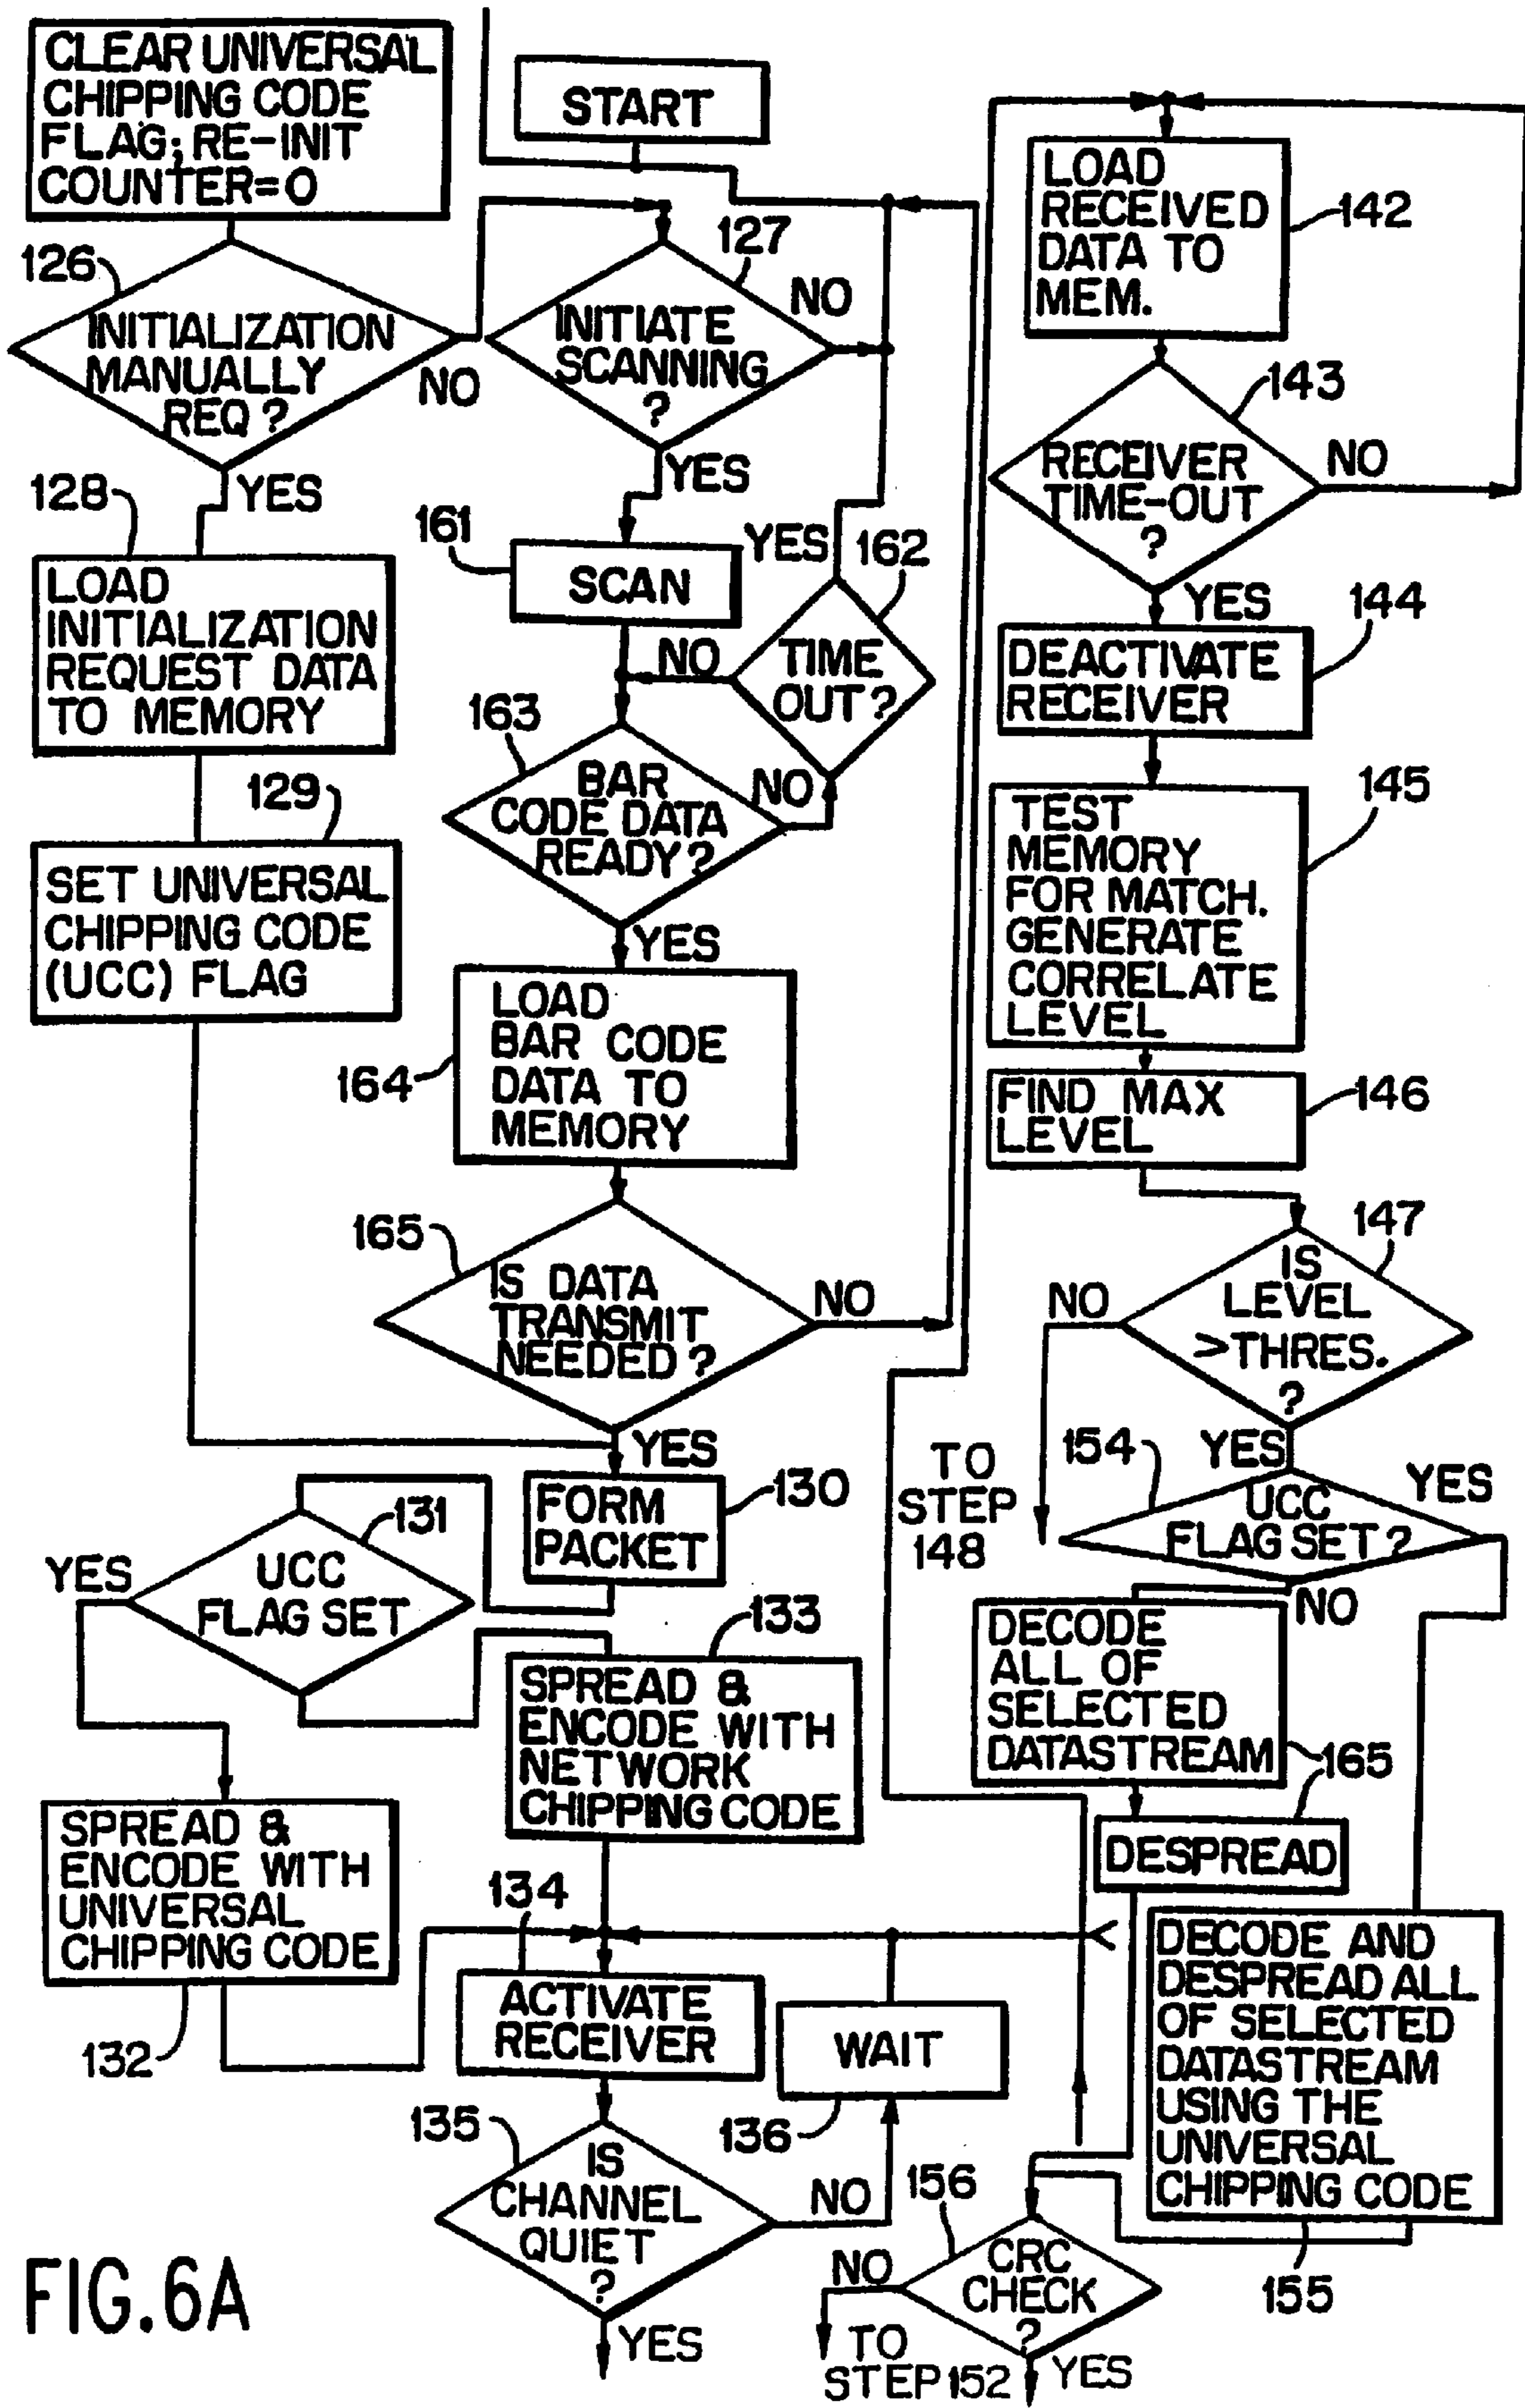 CLEAR UNIVERSAL
CHIPPING CODE
FLAG; RE-INIT
COUNTER=0
START
126
INITIALIZATION
MANUALLY
REQ ?
NO
YES
127
INITIATE
SCANNING
?
NO
YES
128
LOAD
INITIALIZATION
REQUEST DATA
TO MEMORY
129
SET UNIVERSAL
CHIPPING CODE
(UCC) FLAG
161
SCAN
YES
162
TIME
OUT?
NO
163
BAR
CODE DATA
READY?
NO
YES
164
LOAD
BAR CODE
DATA TO
MEMORY
165
IS DATA
TRANSMIT
NEEDED ?
NO
YES
130
FORM
PACKET
131
UCC
FLAG SET
YES
133
SPREAD &
ENCODE WITH
NETWORK
CHIPPING CODE
SPREAD &
ENCODE WITH
UNIVERSAL
CHIPPING CODE
132
134
ACTIVATE
RECEIVER
WAIT
136
135
IS
CHANNEL
QUIET
?
NO
YES
LOAD
RECEIVED
DATA TO
MEM.
142
143
RECEIVER
TIME-OUT
?
NO
YES
144
DEACTIVATE
RECEIVER
145
TEST
MEMORY
FOR MATCH.
GENERATE
CORRELATE
LEVEL
146
FIND MAX
LEVEL
147
IS
LEVEL
>THRES.
?
NO
YES
TO
STEP
148
154
UCC
FLAG SET?
YES
NO
DECODE
ALL OF
SELECTED
DATASTREAM
165
DESPREAD
DECODE AND
DESPREAD ALL
OF SELECTED
DATASTREAM
USING THE
UNIVERSAL
CHIPPING CODE
155
156
CRC
CHECK
?
NO
TO
STEP 152
YES
FIG.6A